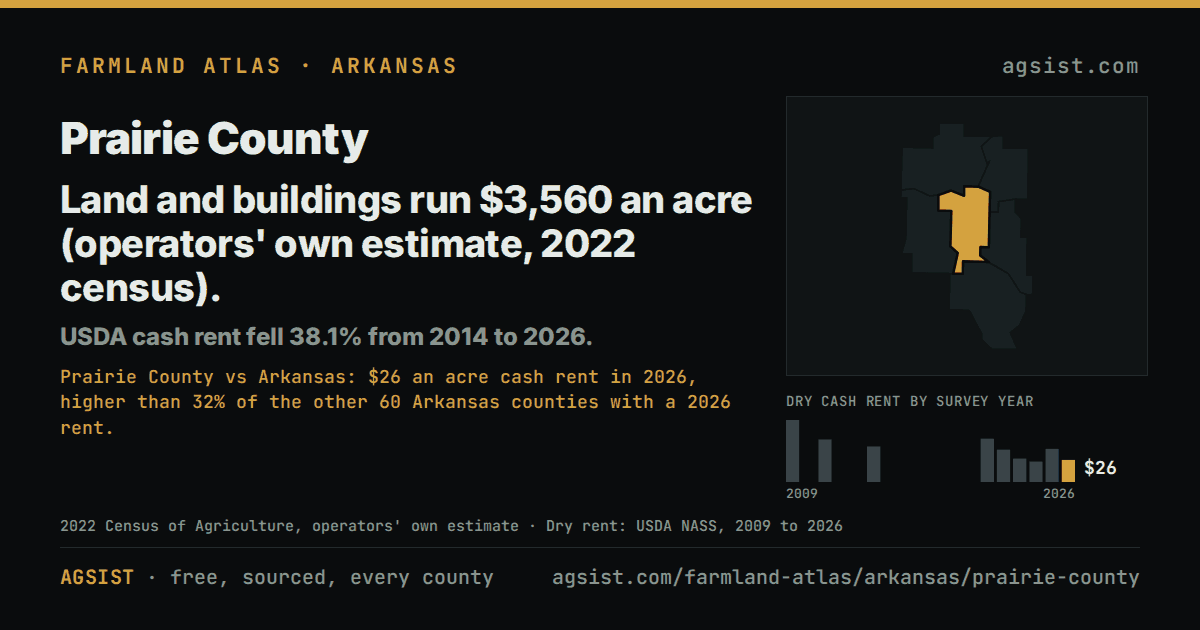 FARMLAND ATLAS · ARKANSAS
agsist.com
Prairie County
Land and buildings run $3,560 an acre
(operators' own estimate, 2022
census).
USDA cash rent fell 38.1% from 2014 to 2026.
Prairie County vs Arkansas: $26 an acre cash rent in 2026,
higher than 32% of the other 60 Arkansas counties with a 2026
rent.
DRY CASH RENT BY SURVEY YEAR
$26
2009
2026
2022 Census of Agriculture, operators' own estimate · Dry rent: USDA NASS, 2009 to 2026
AGSIST · free, sourced, every county
agsist.com/farmland-atlas/arkansas/prairie-county